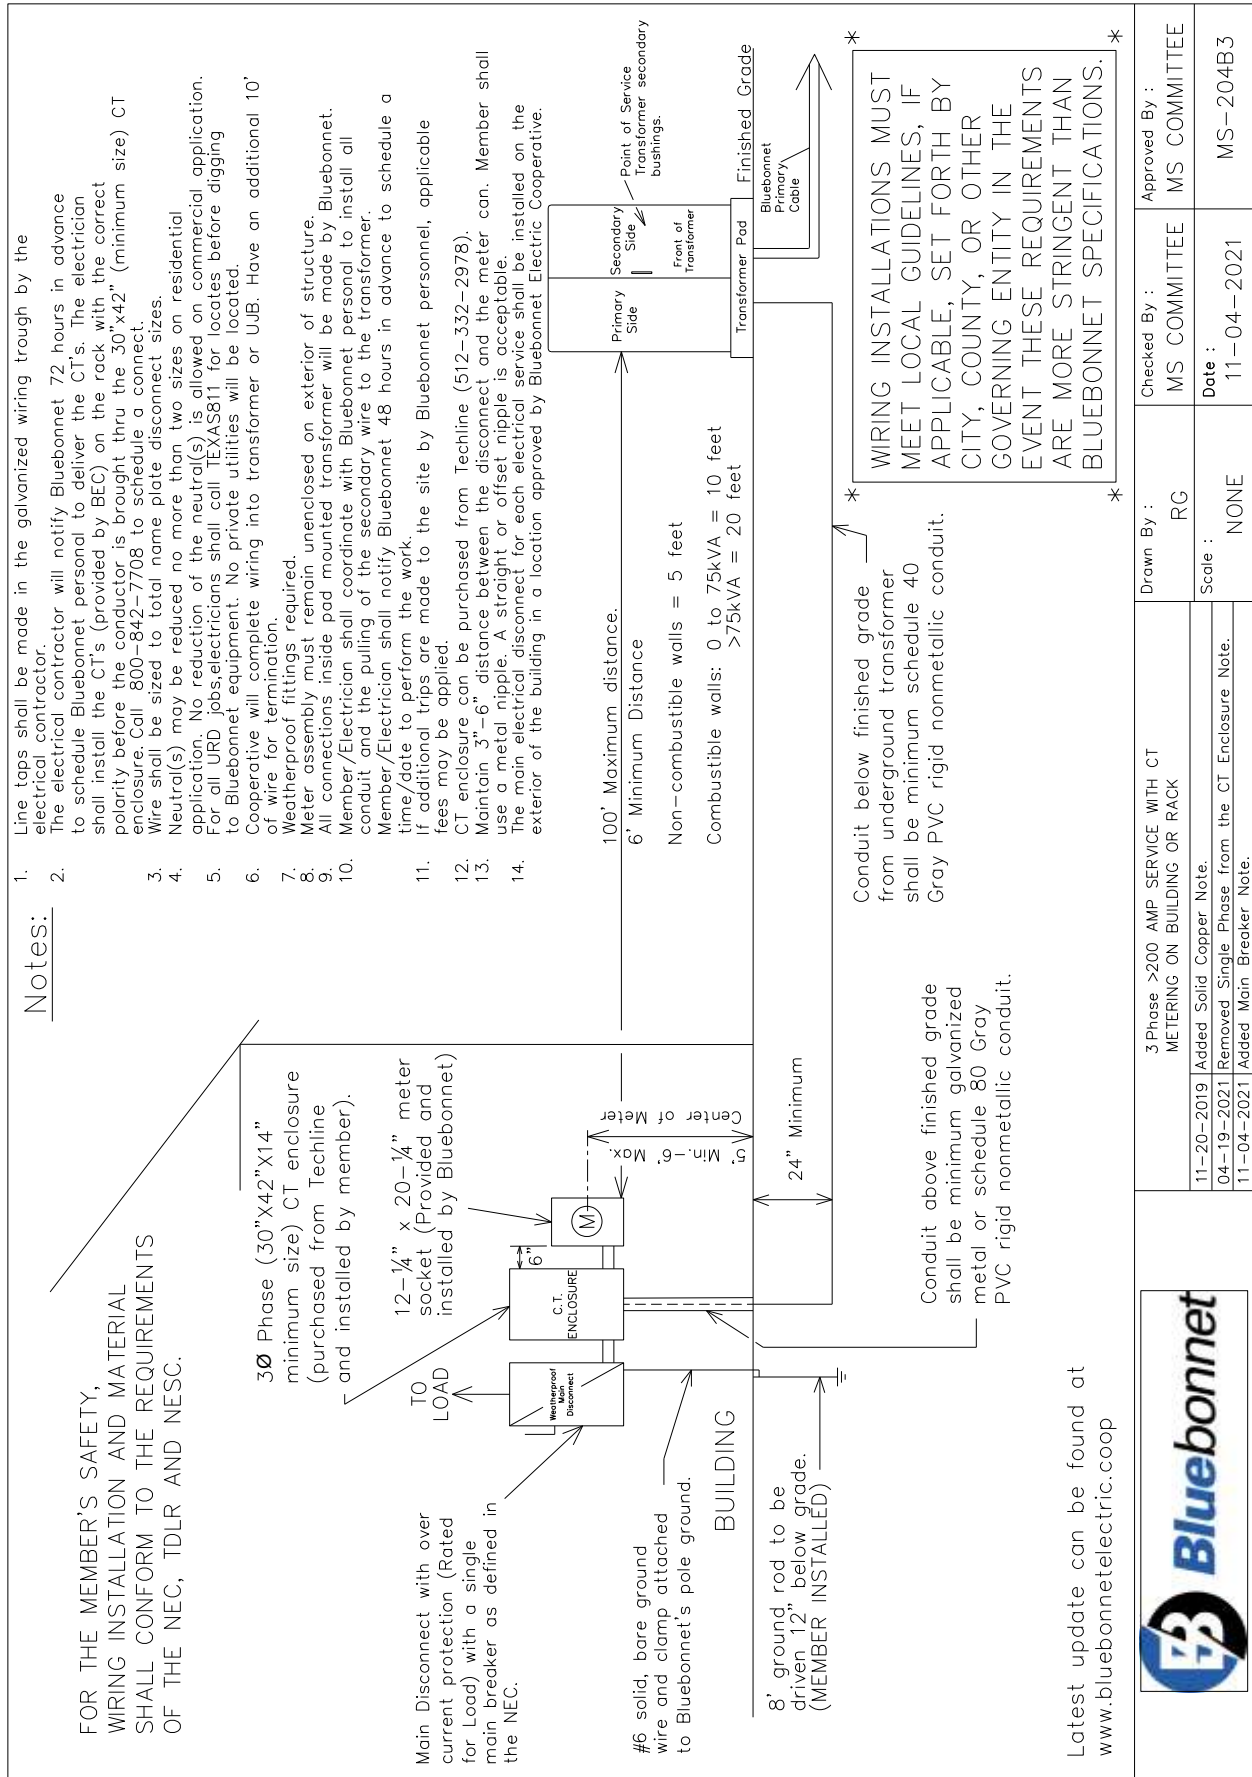 FOR THE MEMBER'S SAFETY,
WIRING INSTALLATION AND MATERIAL
SHALL CONFORM TO THE REQUIREMENTS
OF THE NEC, TDLR AND NESC.
Notes:
1. Line taps shall be made in the galvanized wiring trough by the
electrical contractor.
2. The electrical contractor will notify Bluebonnet 72 hours in advance
to schedule Bluebonnet personal to deliver the CT's. The electrician
shall install the CT's (provided by BEC) on the rack with the correct
polarity before the conductor is brought thru the 30"x42" (minimum size) CT
enclosure. Call 800-842-7708 to schedule a connect.
3. Wire shall be sized to total name plate disconnect sizes.
4. Neutral(s) may be reduced no more than two sizes on residential
application. No reduction of the neutral(s) is allowed on commercial application.
5. For all URD jobs,electricians shall call TEXAS811 for locates before digging
to Bluebonnet equipment. No private utilities will be located.
6. Cooperative will complete wiring into transformer or UJB. Have an additional 10'
of wire for termination.
7. Weatherproof fittings required.
8. Meter assembly must remain unenclosed on exterior of structure.
9. All connections inside pad mounted transformer will be made by Bluebonnet.
10. Member/Electrician shall coordinate with Bluebonnet personal to install all
conduit and the pulling of the secondary wire to the transformer.
Member/Electrician shall notify Bluebonnet 48 hours in advance to schedule a
time/date to perform the work.
11. If additional trips are made to the site by Bluebonnet personnel, applicable
fees may be applied.
12. CT enclosure can be purchased from Techline (512-332-2978).
13. Maintain 3"-6" distance between the disconnect and the meter can. Member shall
use a metal nipple. A straight or offset nipple is acceptable.
14. The main electrical disconnect for each electrical service shall be installed on the
exterior of the building in a location approved by Bluebonnet Electric Cooperative.
3Ø Phase (30"X42"X14"
minimum size) CT enclosure
(purchased from Techline
and installed by member).
12-¼" x 20-¼" meter
socket (Provided and
installed by Bluebonnet)
TO
LOAD
Main Disconnect with over
current protection (Rated
for Load) with a single
main breaker as defined in
the NEC.
Weatherproof
Main
Disconnect
C.T.
ENCLOSURE
6"
M
5' Min.-6' Max.
Center of Meter
100' Maximum distance.
6' Minimum Distance
Non-combustible walls = 5 feet
Combustible walls: 0 to 75kVA = 10 feet
>75kVA = 20 feet
Primary
Side
Secondary
Side
Front of
Transformer
Point of Service
Transformer secondary
bushings.
Transformer Pad
Finished Grade
Bluebonnet
Primary
Cable
#6 solid, bare ground
wire and clamp attached
to Bluebonnet's pole ground.
BUILDING
8' ground rod to be
driven 12" below grade.
(MEMBER INSTALLED)
24" Minimum
Conduit above finished grade
shall be minimum galvanized
metal or schedule 80 Gray
PVC rigid nonmetallic conduit.
Conduit below finished grade
from underground transformer
shall be minimum schedule 40
Gray PVC rigid nonmetallic conduit.
* *
WIRING INSTALLATIONS MUST
MEET LOCAL GUIDELINES, IF
APPLICABLE, SET FORTH BY
CITY, COUNTY, OR OTHER
GOVERNING ENTITY IN THE
EVENT THESE REQUIREMENTS
ARE MORE STRINGENT THAN
BLUEBONNET SPECIFICATIONS.
* *
Latest update can be found at
www.bluebonnetelectric.coop
B Bluebonnet
3 Phase >200 AMP SERVICE WITH CT
METERING ON BUILDING OR RACK
11-20-2019 Added Solid Copper Note.
04-19-2021 Removed Single Phase from the CT Enclosure Note.
11-04-2021 Added Main Breaker Note.
Drawn By :
RG
Checked By :
MS COMMITTEE
Approved By :
MS COMMITTEE
Scale :
NONE
Date :
11-04-2021
MS-204B3